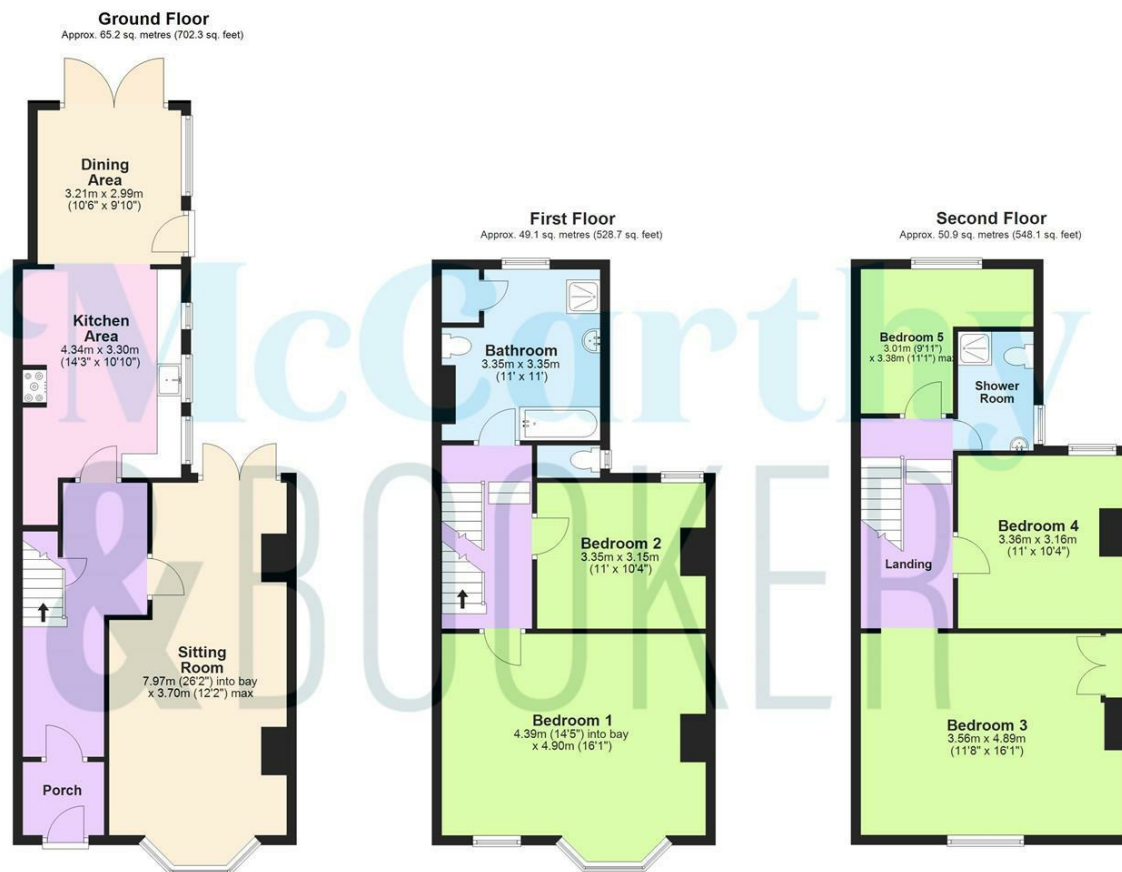 Ground Floor
Approx. 65.2 sq. metres (702.3 sq. feet)
Dining
Area
3.21m x 2.99m
(10'6" x 9'10")
Kitchen
Area
4.34m x 3.30m
(14'3" x 10'10")
Sitting
Room
7.97m (26'2") into bay
x 3.70m (12'2") max
Porch
First Floor
Approx. 49.1 sq. metres (528.7 sq. feet)
Bathroom
3.35m x 3.35m
(11' x 11')
Bedroom 2
3.35m x 3.15m
(11' x 10'4")
Bedroom 1
4.39m (14'5") into bay
x 4.90m (16'1")
Second Floor
Approx. 50.9 sq. metres (548.1 sq. feet)
Bedroom 5
3.01m (9'11")
x 3.38m (11'1") max
Shower
Room
Bedroom 4
3.36m x 3.16m
(11' x 10'4")
Landing
Bedroom 3
3.56m x 4.89m
(11'8" x 16'1")
McCarthy
& BOOKER